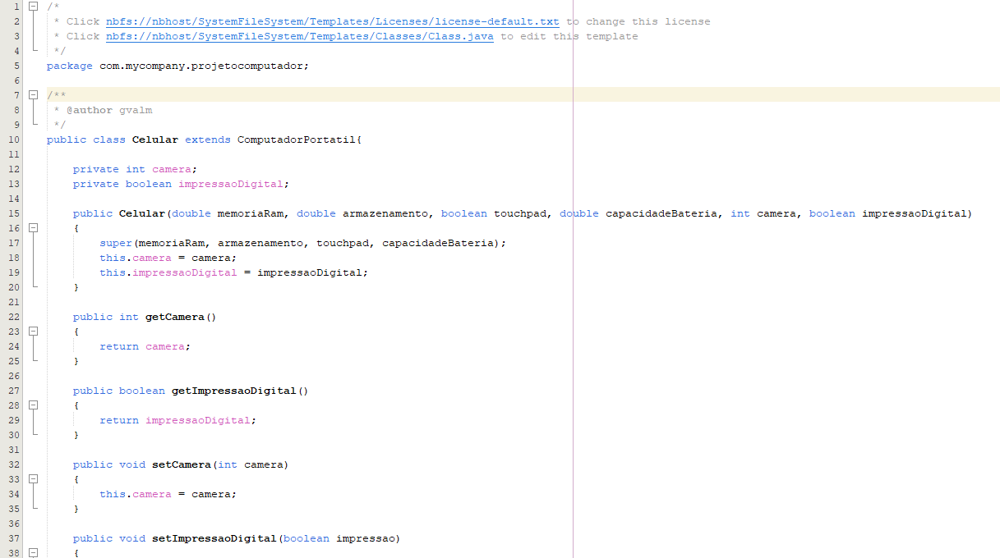 1 /*
2  * Click nbfs://nbhost/SystemFileSystem/Templates/Licenses/license-default.txt to change this license
3  * Click nbfs://nbhost/SystemFileSystem/Templates/Classes/Class.java to edit this template
4  */
5 package com.mycompany.projetocomputador;
6
7 /**
8  * @author gvalm
9  */
10 public class Celular extends ComputadorPortatil{
11
12     private int camera;
13     private boolean impressaoDigital;
14
15     public Celular(double memoriaRam, double armazenamento, boolean touchpad, double capacidadeBateria, int camera, boolean impressaoDigital)
16     {
17         super(memoriaRam, armazenamento, touchpad, capacidadeBateria);
18         this.camera = camera;
19         this.impressaoDigital = impressaoDigital;
20     }
21
22     public int getCamera()
23     {
24         return camera;
25     }
26
27     public boolean getImpressaoDigital()
28     {
29         return impressaoDigital;
30     }
31
32     public void setCamera(int camera)
33     {
34         this.camera = camera;
35     }
36
37     public void setImpressaoDigital(boolean impressao)
38     {